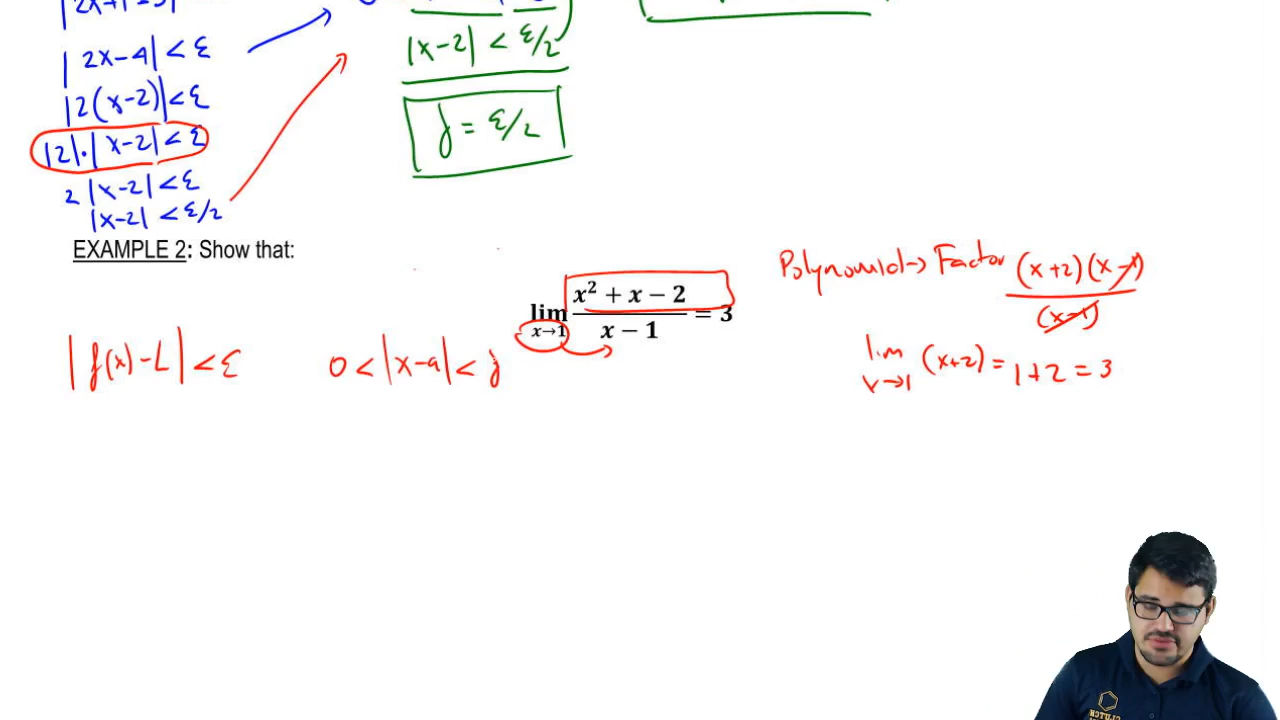 |2x-4| < ε
|2(x-2)| < ε
|2|·|x-2| < ε
2|x-2| < ε
|x-2| < ε/2
|x-2| < ε/2
δ = ε/2
EXAMPLE 2: Show that:
lim x→1 (x² + x − 2)/(x − 1) = 3
Polynomial → Factor (x+2)(x-1)/(x-1)
lim x→1 (x+2) = 1+2 = 3
|f(x)-L| < ε 0 < |x-a| < δ
CLUTCH